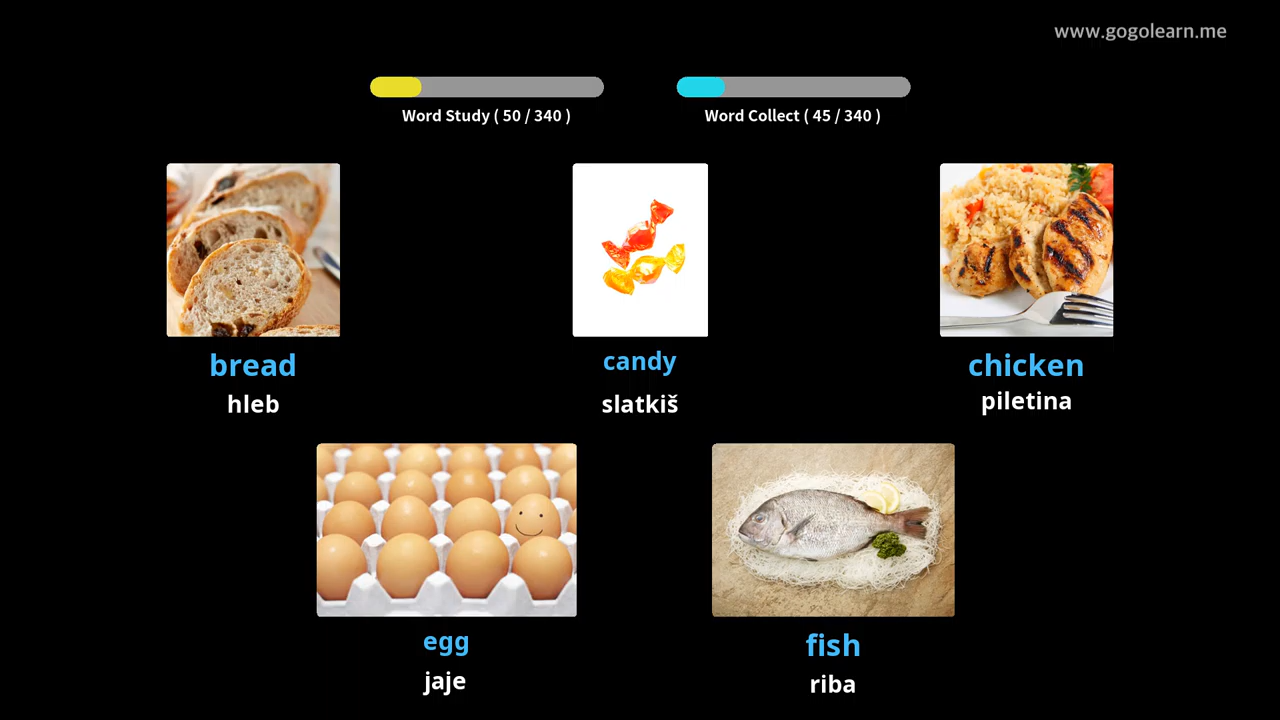 www.gogolearn.me
Word Study ( 50 / 340 )
Word Collect ( 45 / 340 )
bread
hleb
candy
slatkiš
chicken
piletina
egg
jaje
fish
riba